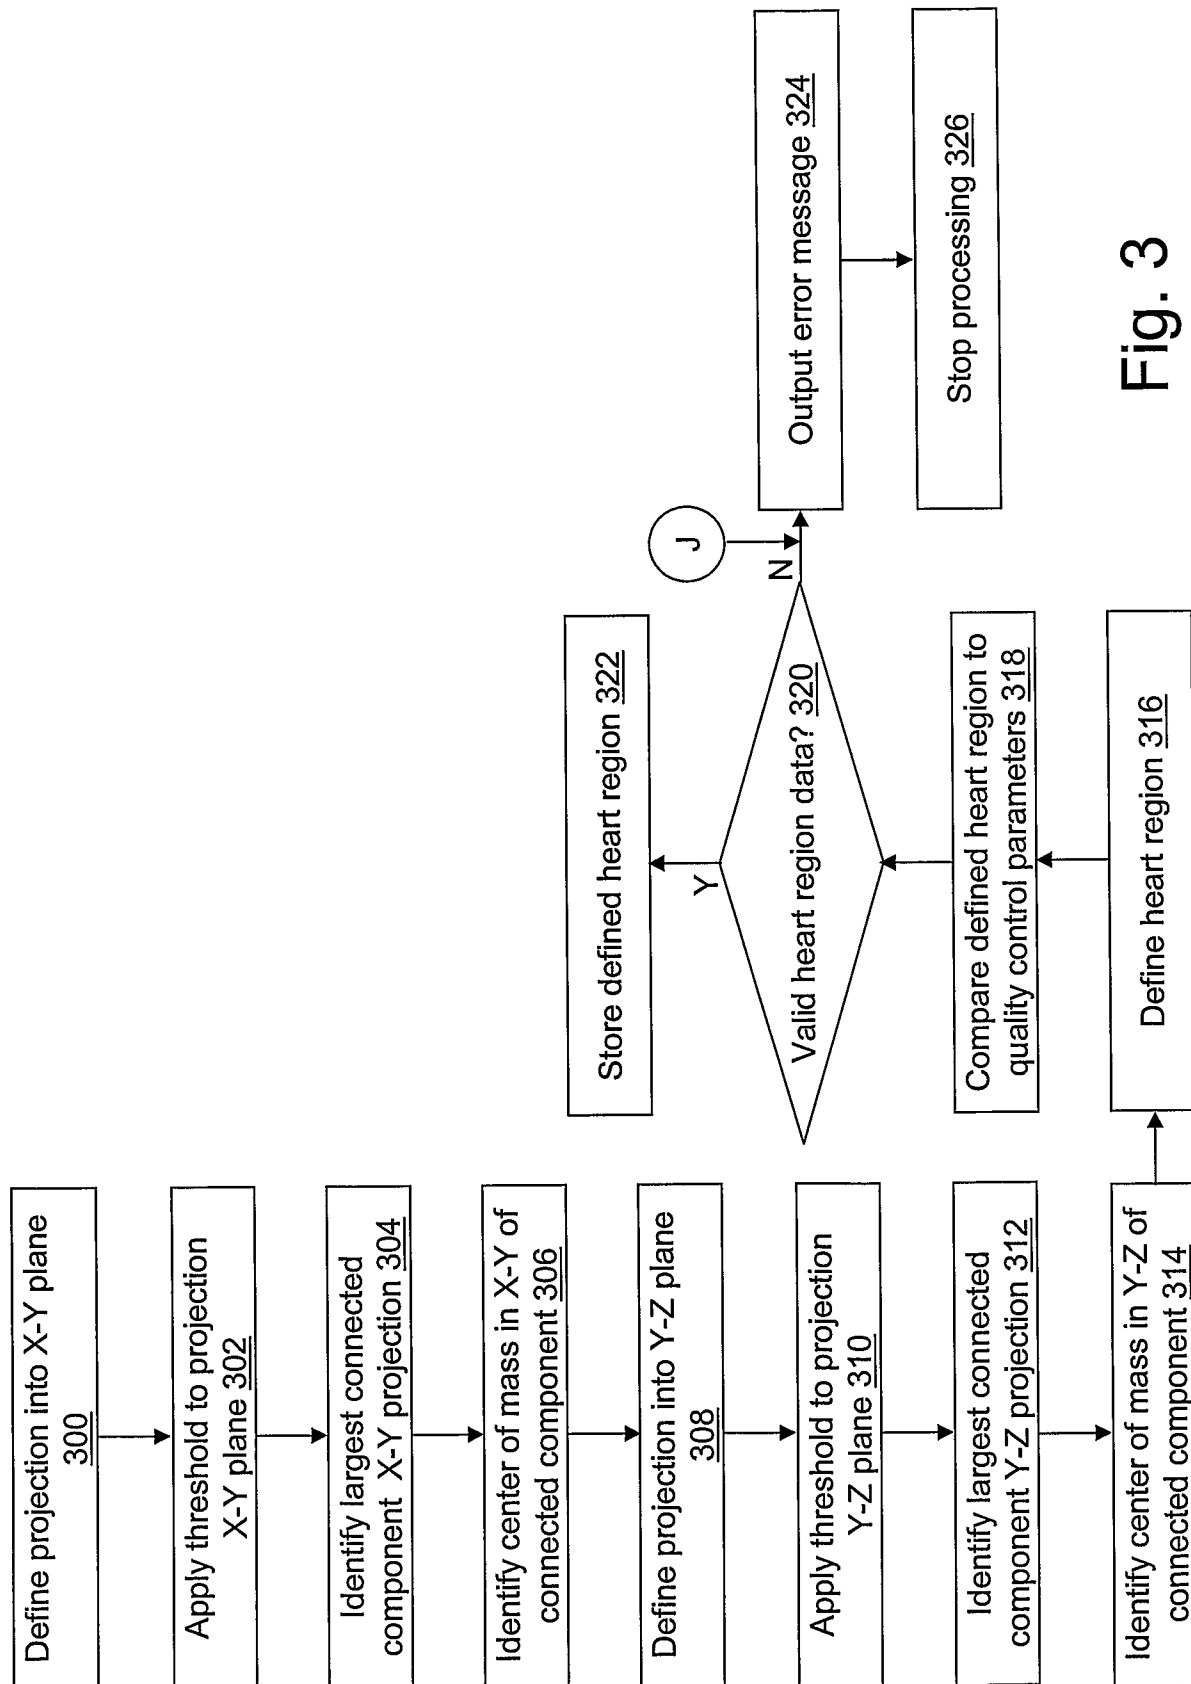 Define projection into X-Y plane
300
Apply threshold to projection
X-Y plane 302
Identify largest connected
component X-Y projection 304
Identify center of mass in X-Y of
connected component 306
Define projection into Y-Z plane
308
Apply threshold to projection
Y-Z plane 310
Identify largest connected
component Y-Z projection 312
Identify center of mass in Y-Z of
connected component 314
Define heart region 316
Compare defined heart region to
quality control parameters 318
Valid heart region data? 320
Y
Store defined heart region 322
N
J
Output error message 324
Stop processing 326
Fig. 3